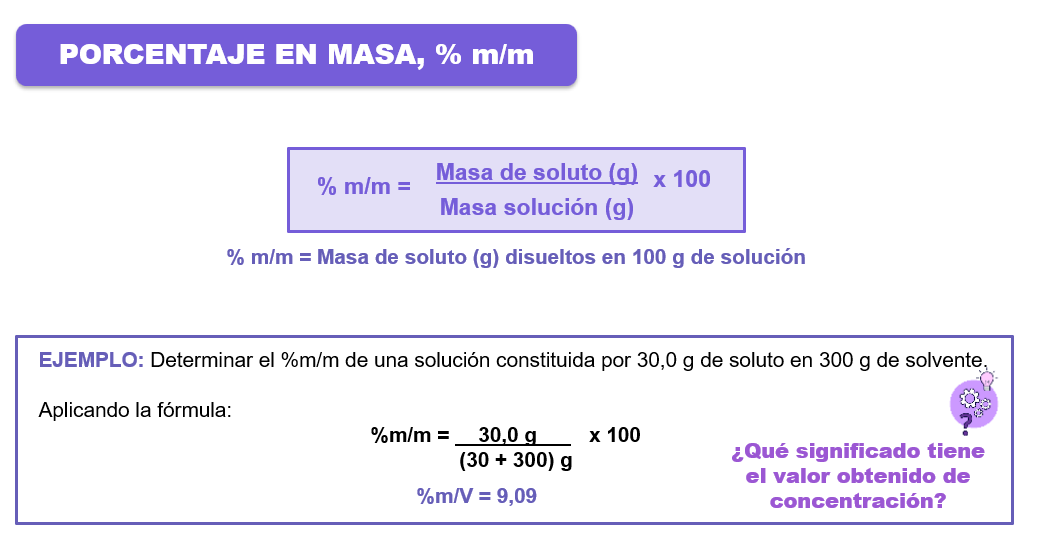 PORCENTAJE EN MASA, % m/m
% m/m = Masa de soluto (g) x 100
Masa solución (g)
% m/m = Masa de soluto (g) disueltos en 100 g de solución
EJEMPLO: Determinar el %m/m de una solución constituida por 30,0 g de soluto en 300 g de solvente.
Aplicando la fórmula:
%m/m = 30,0 g x 100
(30 + 300) g
%m/V = 9,09
?
¿Qué significado tiene
el valor obtenido de
concentración?